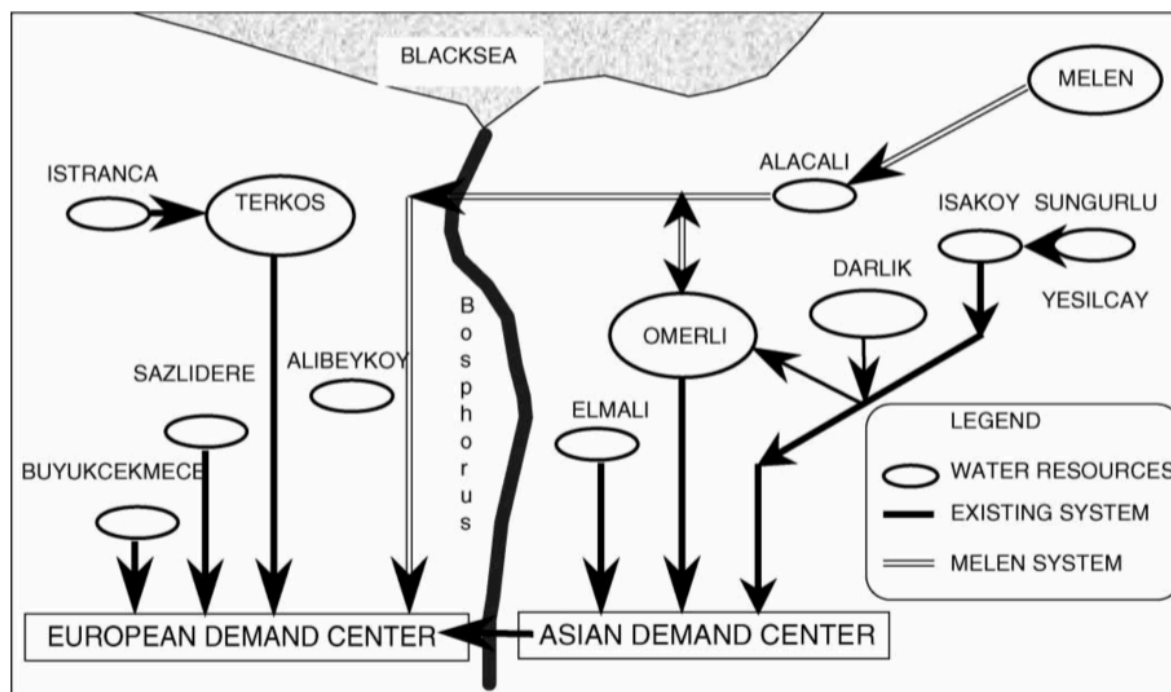 BLACKSEA
MELEN
ALACALI
ISTRANCA
TERKOS
ISAKOY SUNGURLU
DARLIK
YESILCAY
Bosphorus
OMERLI
ALIBEYKOY
SAZLIDERE
ELMALI
LEGEND
BUYUKCEKMECE
WATER RESOURCES
EXISTING SYSTEM
MELEN SYSTEM
EUROPEAN DEMAND CENTER
ASIAN DEMAND CENTER